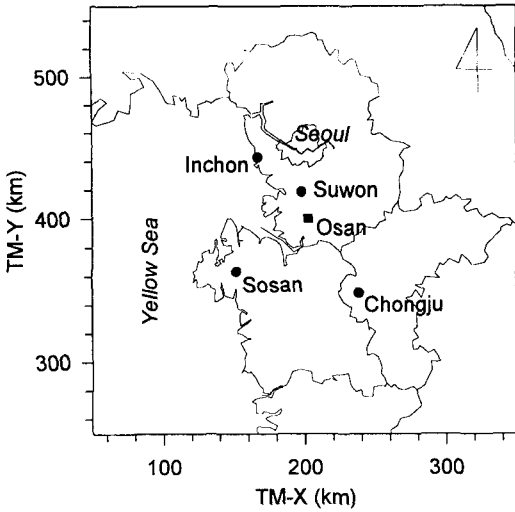 500
400
300
100
200
300
TM-Y (km)
TM-X (km)
Yellow Sea
Seoul
Inchon
Suwon
Osan
Sosan
Chongju